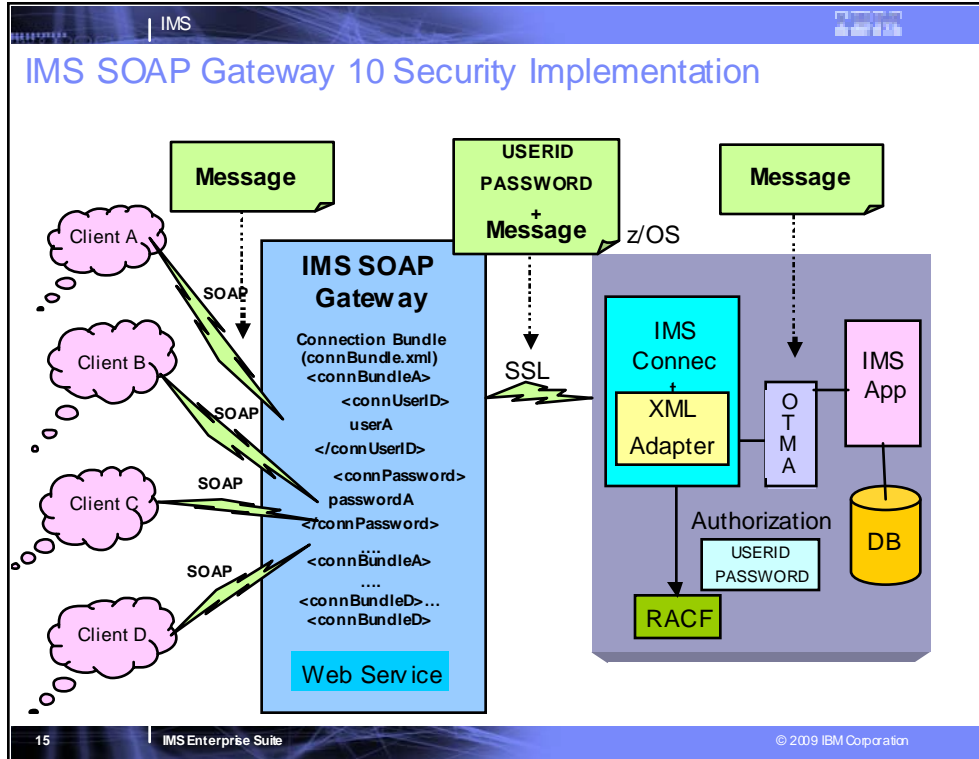 IMS
IMS SOAP Gateway 10 Security Implementation
Message
USERID
PASSWORD
+
Message
Message
z/OS
Client A
SOAP
Client B
SOAP
Client C
SOAP
SOAP
Client D
IMS SOAP
Gateway
Connection Bundle
(connBundle.xml)
<connBundleA>
<connUserID>
userA
</connUserID>
<connPassword>
passwordA
</connPassword>
....
<connBundleA>
....
<connBundleD>...
<connBundleD>
Web Service
SSL
IMS
Connec
t
XML
Adapter
O
T
M
A
IMS
App
DB
Authorization
USERID
PASSWORD
RACF
15
IMS Enterprise Suite
© 2009 IBM Corporation